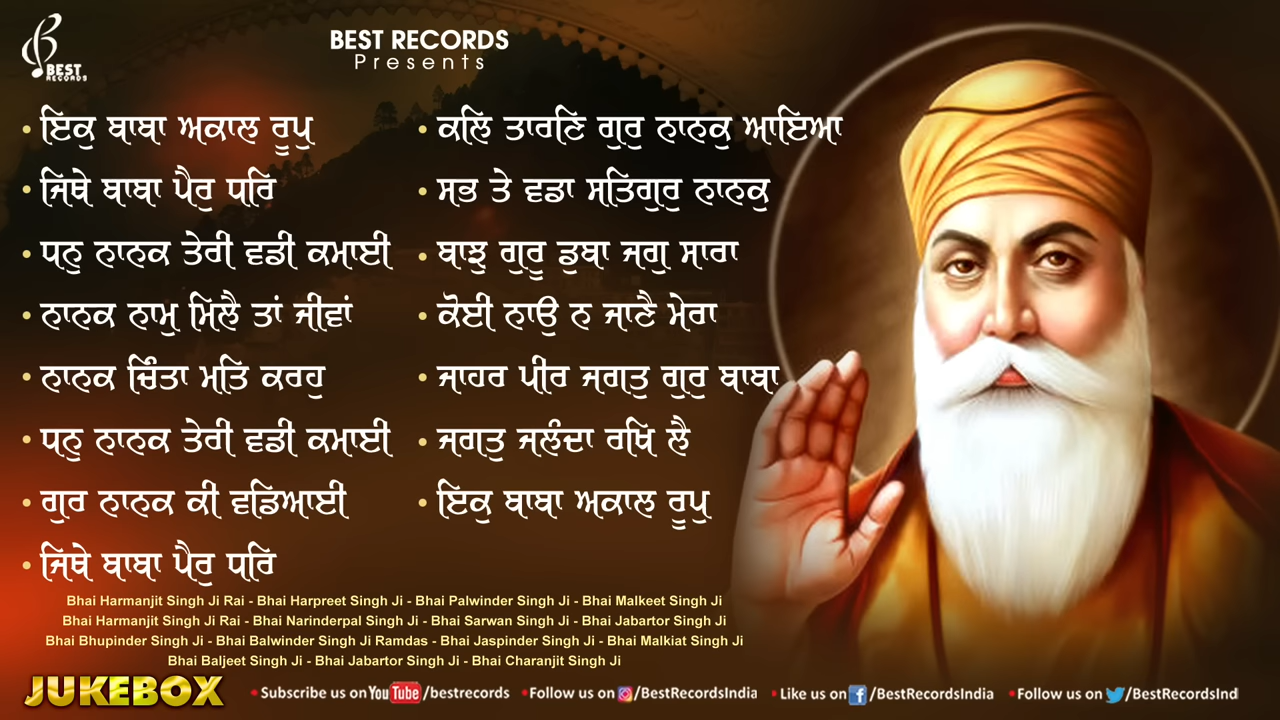 BEST
RECORDS
BEST RECORDS
Presents
• ਇਕੁ ਬਾਬਾ ਅਕਾਲ ਰੂਪੁ
• ਜਿਥੇ ਬਾਬਾ ਪੈਰੁ ਧਰਿ
• ਧਨੁ ਨਾਨਕ ਤੇਰੀ ਵਡੀ ਕਮਾਈ
• ਨਾਨਕ ਨਾਮੁ ਮਿਲੈ ਤਾਂ ਜੀਵਾਂ
• ਨਾਨਕ ਚਿੰਤਾ ਮਤਿ ਕਰਹੁ
• ਧਨੁ ਨਾਨਕ ਤੇਰੀ ਵਡੀ ਕਮਾਈ
• ਗੁਰ ਨਾਨਕ ਕੀ ਵਡਿਆਈ
• ਜਿਥੇ ਬਾਬਾ ਪੈਰੁ ਧਰਿ
• ਕਲਿ ਤਾਰਣਿ ਗੁਰੁ ਨਾਨਕੁ ਆਇਆ
• ਸਭ ਤੇ ਵਡਾ ਸਤਿਗੁਰੁ ਨਾਨਕੁ
• ਬਾਝੁ ਗੁਰੂ ਡੁਬਾ ਜਗੁ ਸਾਰਾ
• ਕੋਈ ਨਾਉ ਨ ਜਾਣੈ ਮੇਰਾ
• ਜਾਹਰ ਪੀਰ ਜਗਤੁ ਗੁਰੁ ਬਾਬਾ
• ਜਗਤੁ ਜਲੰਦਾ ਰਖਿ ਲੈ
• ਇਕੁ ਬਾਬਾ ਅਕਾਲ ਰੂਪੁ
Bhai Harmanjit Singh Ji Rai - Bhai Harpreet Singh Ji - Bhai Palwinder Singh Ji - Bhai Malkeet Singh Ji
Bhai Harmanjit Singh Ji Rai - Bhai Narinderpal Singh Ji - Bhai Sarwan Singh Ji - Bhai Jabartor Singh Ji
Bhai Bhupinder Singh Ji - Bhai Balwinder Singh Ji Ramdas - Bhai Jaspinder Singh Ji - Bhai Malkiat Singh Ji
Bhai Baljeet Singh Ji - Bhai Jabartor Singh Ji - Bhai Charanjit Singh Ji
JUKEBOX
• Subscribe us on YouTube/bestrecords • Follow us on /BestRecordsIndia • Like us on f/BestRecordsIndia • Follow us on /BestRecordsInd